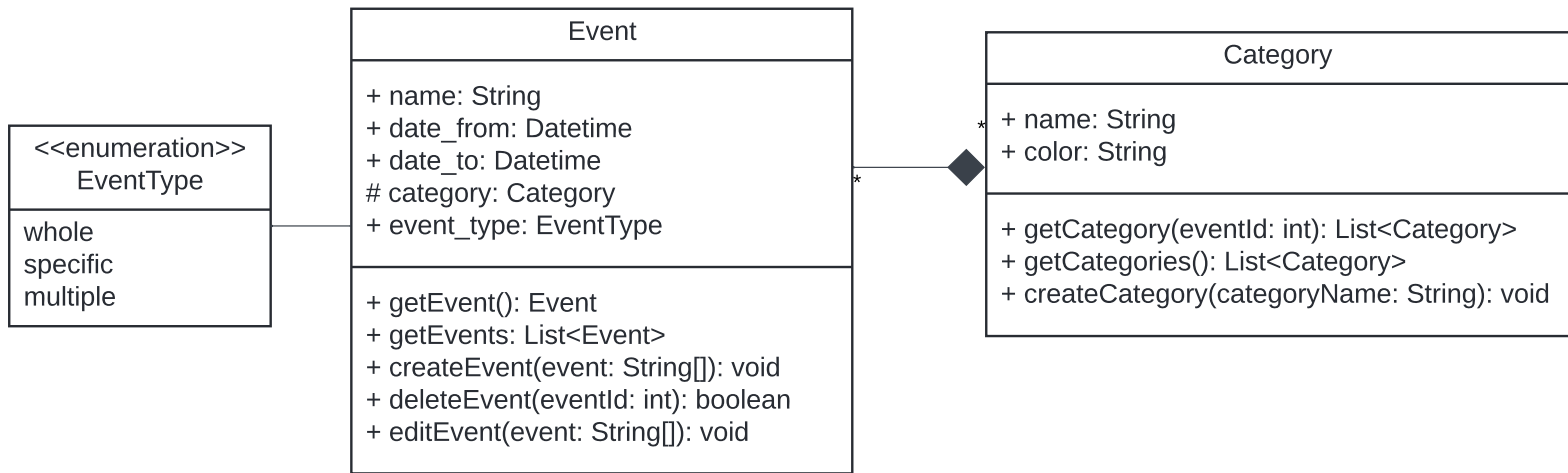 <<enumeration>>
EventType
whole
specific
multiple
Event
+ name: String
+ date_from: Datetime
+ date_to: Datetime
# category: Category
+ event_type: EventType
+ getEvent(): Event
+ getEvents: List<Event>
+ createEvent(event: String[]): void
+ deleteEvent(eventId: int): boolean
+ editEvent(event: String[]): void
*
*
Category
+ name: String
+ color: String
+ getCategory(eventId: int): List<Category>
+ getCategories(): List<Category>
+ createCategory(categoryName: String): void